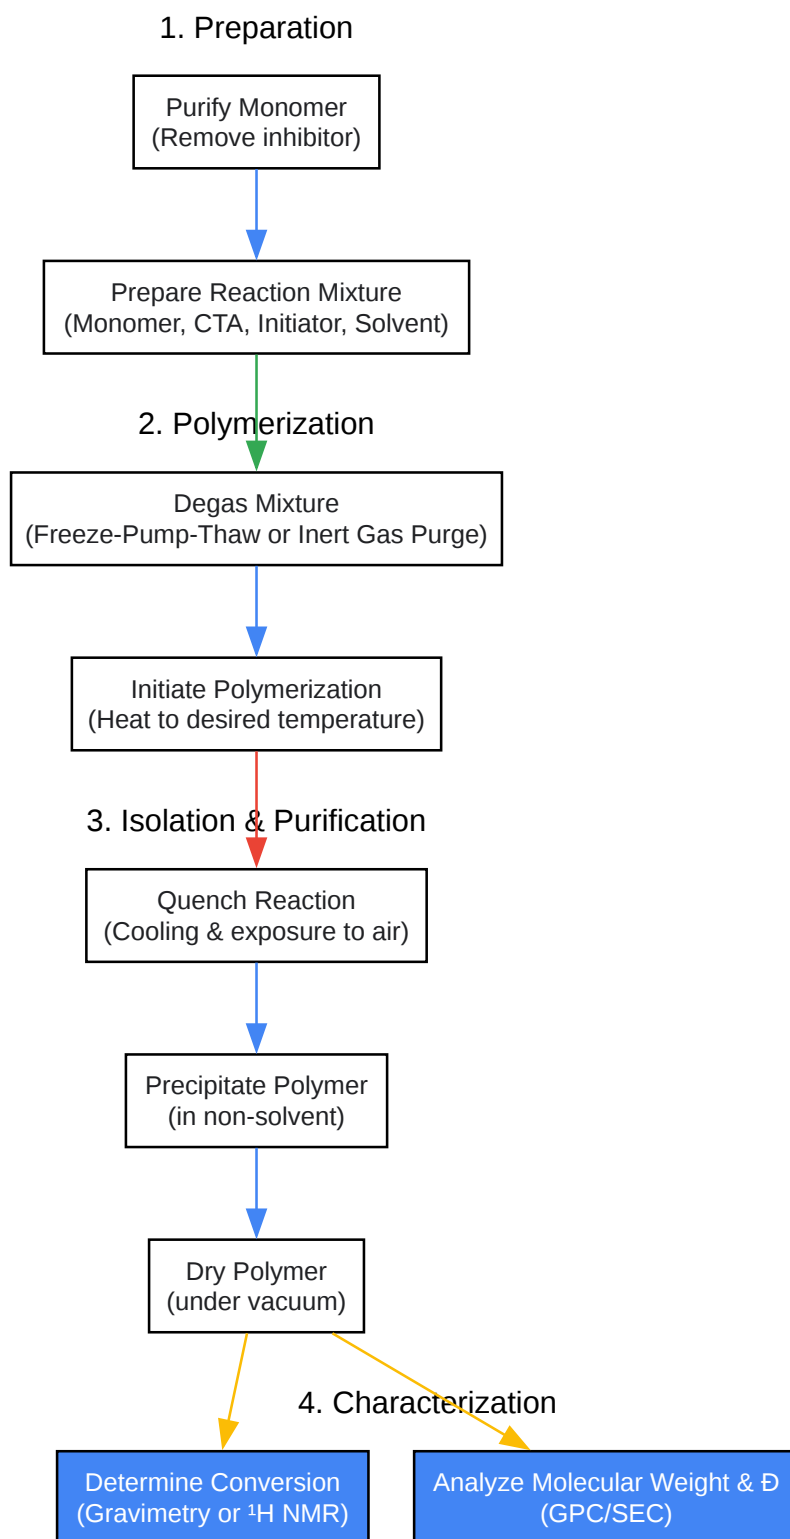 1. Preparation
Purify Monomer
(Remove inhibitor)
Prepare Reaction Mixture
(Monomer, CTA, Initiator, Solvent)
2. Polymerization
Degas Mixture
(Freeze-Pump-Thaw or Inert Gas Purge)
Initiate Polymerization
(Heat to desired temperature)
3. Isolation & Purification
Quench Reaction
(Cooling & exposure to air)
Precipitate Polymer
(in non-solvent)
Dry Polymer
(under vacuum)
4. Characterization
Determine Conversion
(Gravimetry or ¹H NMR)
Analyze Molecular Weight & Đ
(GPC/SEC)